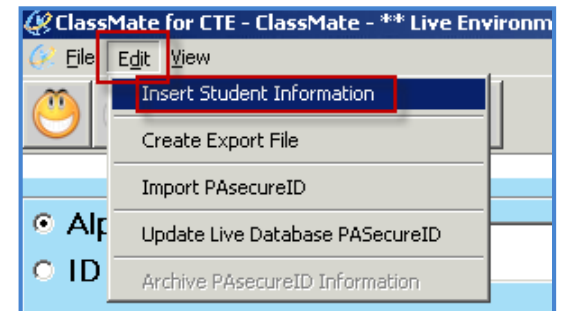 ClassMate for CTE - ClassMate - ** Live Environm
File Edit View
Insert Student Information
Create Export File
Import PAsecureID
Update Live Database PASecureID
Archive PAsecureID Information
Alp
ID